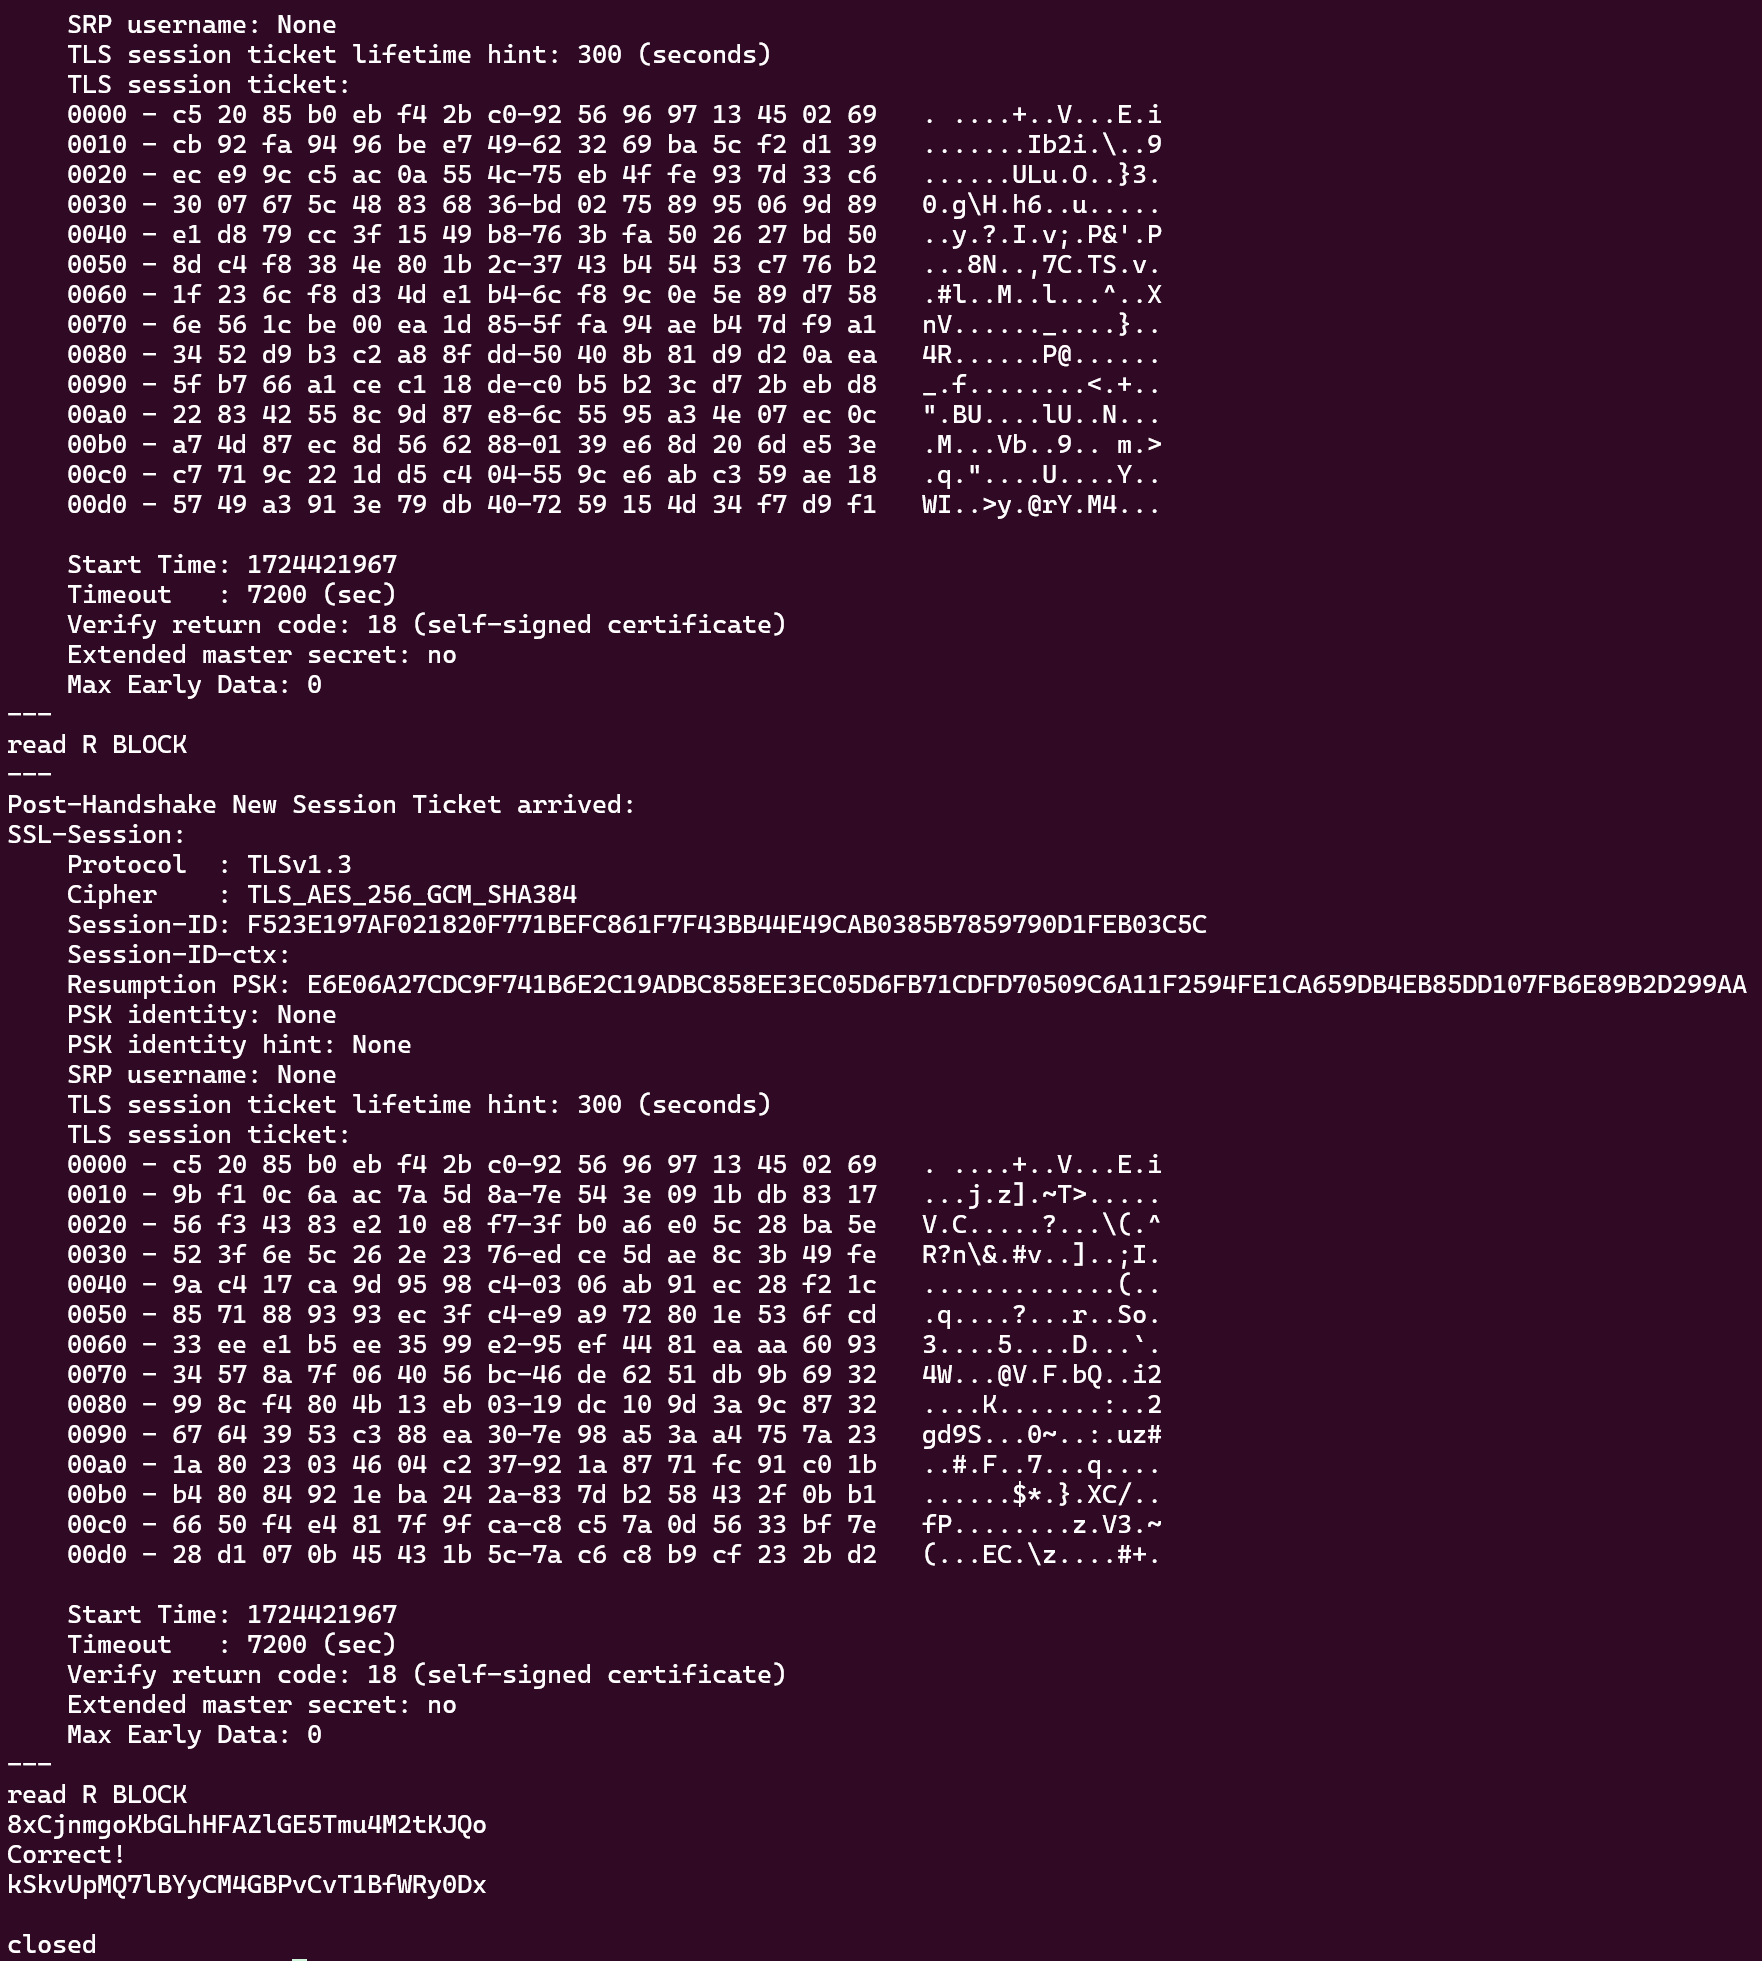 SRP username: None
TLS session ticket lifetime hint: 300 (seconds)
TLS session ticket:
0000 - c5 20 85 b0 eb f4 2b c0-92 56 96 97 13 45 02 69   . ....+..V...E.i
0010 - cb 92 fa 94 96 be e7 49-62 32 69 ba 5c f2 d1 39   .......Ib2i.\..9
0020 - ec e9 9c c5 ac 0a 55 4c-75 eb 4f fe 93 7d 33 c6   ......ULu.O..}3.
0030 - 30 07 67 5c 48 83 68 36-bd 02 75 89 95 06 9d 89   0.g\H.h6..u.....
0040 - e1 d8 79 cc 3f 15 49 b8-76 3b fa 50 26 27 bd 50   ..y.?.I.v;.P&'.P
0050 - 8d c4 f8 38 4e 80 1b 2c-37 43 b4 54 53 c7 76 b2   ...8N..,7C.TS.v.
0060 - 1f 23 6c f8 d3 4d e1 b4-6c f8 9c 0e 5e 89 d7 58   .#l..M..l...^..X
0070 - 6e 56 1c be 00 ea 1d 85-5f fa 94 ae b4 7d f9 a1   nV......_....}..
0080 - 34 52 d9 b3 c2 a8 8f dd-50 40 8b 81 d9 d2 0a ea   4R......P@......
0090 - 5f b7 66 a1 ce c1 18 de-c0 b5 b2 3c d7 2b eb d8   _.f........<.+..
00a0 - 22 83 42 55 8c 9d 87 e8-6c 55 95 a3 4e 07 ec 0c   ".BU....lU..N...
00b0 - a7 4d 87 ec 8d 56 62 88-01 39 e6 8d 20 6d e5 3e   .M...Vb..9.. m.>
00c0 - c7 71 9c 22 1d d5 c4 04-55 9c e6 ab c3 59 ae 18   .q."....U....Y..
00d0 - 57 49 a3 91 3e 79 db 40-72 59 15 4d 34 f7 d9 f1   WI..>y.@rY.M4...
Start Time: 1724421967
Timeout   : 7200 (sec)
Verify return code: 18 (self-signed certificate)
Extended master secret: no
Max Early Data: 0
---
read R BLOCK
---
Post-Handshake New Session Ticket arrived:
SSL-Session:
Protocol  : TLSv1.3
Cipher    : TLS_AES_256_GCM_SHA384
Session-ID: F523E197AF021820F771BEFC861F7F43BB44E49CAB0385B7859790D1FEB03C5C
Session-ID-ctx:
Resumption PSK: E6E06A27CDC9F741B6E2C19ADBC858EE3EC05D6FB71CDFD70509C6A11F2594FE1CA659DB4EB85DD107FB6E89B2D299AA
PSK identity: None
PSK identity hint: None
SRP username: None
TLS session ticket lifetime hint: 300 (seconds)
TLS session ticket:
0000 - c5 20 85 b0 eb f4 2b c0-92 56 96 97 13 45 02 69   . ....+..V...E.i
0010 - 9b f1 0c 6a ac 7a 5d 8a-7e 54 3e 09 1b db 83 17   ...j.z].~T>.....
0020 - 56 f3 43 83 e2 10 e8 f7-3f b0 a6 e0 5c 28 ba 5e   V.C.....?...\(.^
0030 - 52 3f 6e 5c 26 2e 23 76-ed ce 5d ae 8c 3b 49 fe   R?n\&.#v..]..;I.
0040 - 9a c4 17 ca 9d 95 98 c4-03 06 ab 91 ec 28 f2 1c   .............(..
0050 - 85 71 88 93 93 ec 3f c4-e9 a9 72 80 1e 53 6f cd   .q....?...r..So.
0060 - 33 ee e1 b5 ee 35 99 e2-95 ef 44 81 ea aa 60 93   3....5....D...`.
0070 - 34 57 8a 7f 06 40 56 bc-46 de 62 51 db 9b 69 32   4W...@V.F.bQ..i2
0080 - 99 8c f4 80 4b 13 eb 03-19 dc 10 9d 3a 9c 87 32   ....K.......:..2
0090 - 67 64 39 53 c3 88 ea 30-7e 98 a5 3a a4 75 7a 23   gd9S...0~..:.uz#
00a0 - 1a 80 23 03 46 04 c2 37-92 1a 87 71 fc 91 c0 1b   ..#.F..7...q....
00b0 - b4 80 84 92 1e ba 24 2a-83 7d b2 58 43 2f 0b b1   ......$*.}.XC/..
00c0 - 66 50 f4 e4 81 7f 9f ca-c8 c5 7a 0d 56 33 bf 7e   fP........z.V3.~
00d0 - 28 d1 07 0b 45 43 1b 5c-7a c6 c8 b9 cf 23 2b d2   (...EC.\z....#+.
Start Time: 1724421967
Timeout   : 7200 (sec)
Verify return code: 18 (self-signed certificate)
Extended master secret: no
Max Early Data: 0
---
read R BLOCK
8xCjnmgoKbGLhHFAZlGE5Tmu4M2tKJQo
Correct!
kSkvUpMQ7lBYyCM4GBPvCvT1BfWRy0Dx
closed